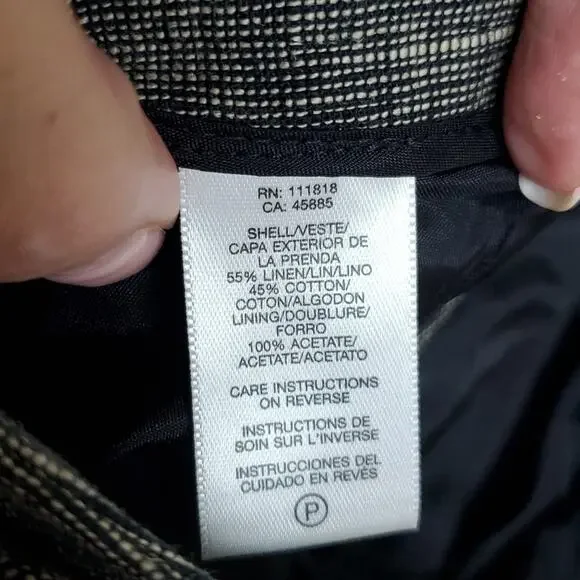 RN: 111818
CA: 45885
SHELL/VESTE/
CAPA EXTERIOR DE
LA PRENDA
55% LINEN/LIN/LINO
45% COTTON/
COTON/ALGODON
LINING/DOUBLURE/
FORRO
100% ACETATE/
ACETATE/ACETATO
CARE INSTRUCTIONS
ON REVERSE
INSTRUCTIONS DE
SOIN SUR L'INVERSE
INSTRUCCIONES DEL
CUIDADO EN REVÉS
P